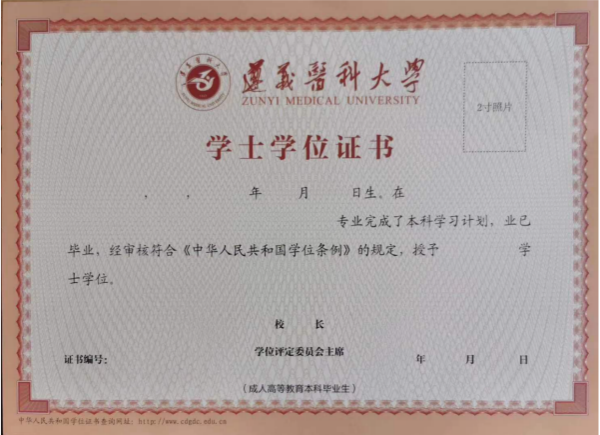 遵义医科大学
ZUNYI MEDICAL UNIVERSITY
2寸照片
学士学位证书
， ， 年 月 日生。在
专业完成了本科学习计划，业已
毕业，经审核符合《中华人民共和国学位条例》的规定，授予 学
士学位。
校 长
证书编号： 学位评定委员会主席 年 月 日
（成人高等教育本科毕业生）
中华人民共和国学位证书查询网址：http://www.cdgdc.edu.cn